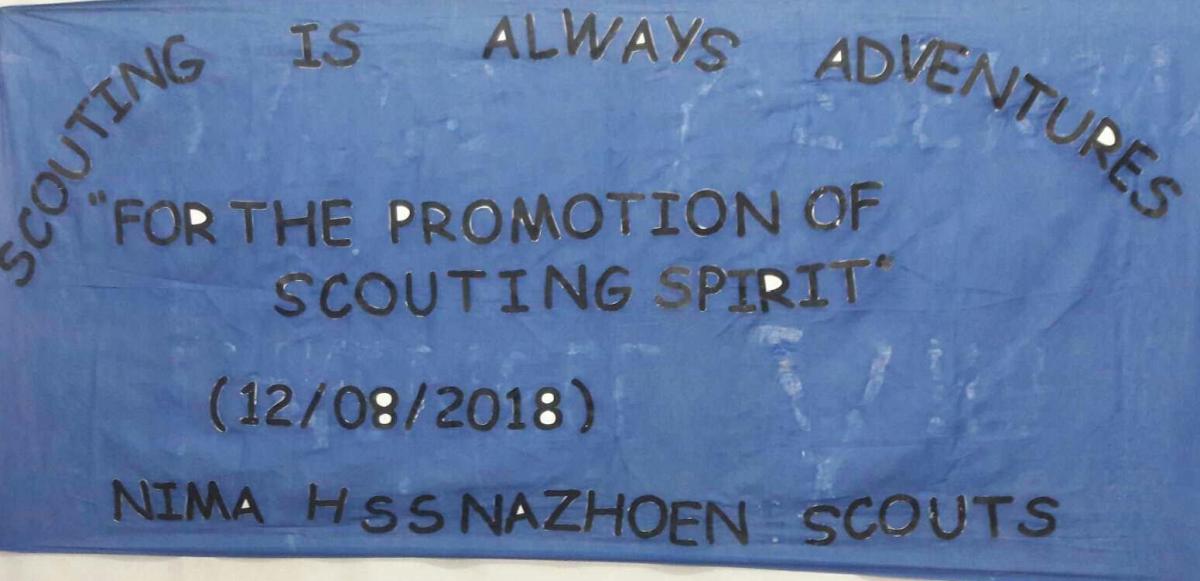 SCOUTING IS ALWAYS ADVENTURES
"FOR THE PROMOTION OF
SCOUTING SPIRIT"
(12/08/2018)
NIMA HSS NAZHOEN SCOUTS